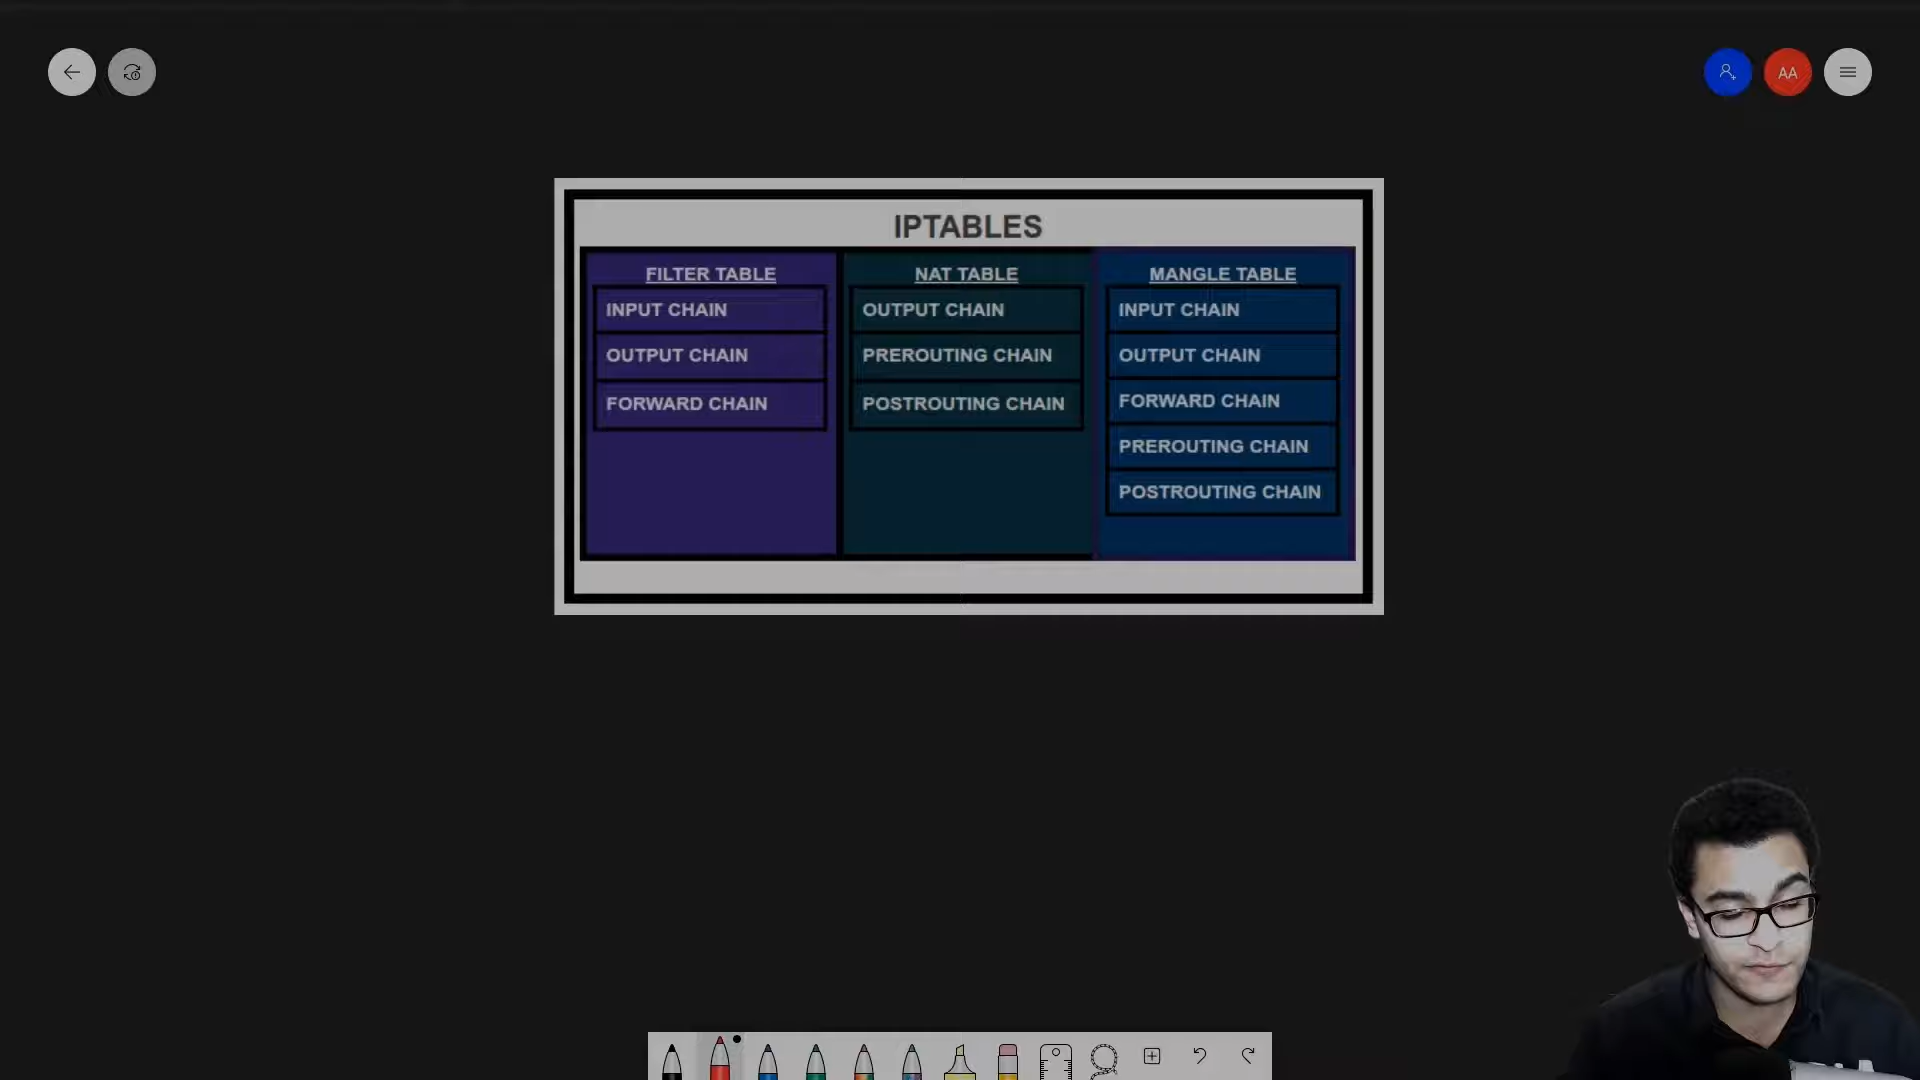 AA
IPTABLES
FILTER TABLE
INPUT CHAIN
OUTPUT CHAIN
FORWARD CHAIN
NAT TABLE
OUTPUT CHAIN
PREROUTING CHAIN
POSTROUTING CHAIN
MANGLE TABLE
INPUT CHAIN
OUTPUT CHAIN
FORWARD CHAIN
PREROUTING CHAIN
POSTROUTING CHAIN